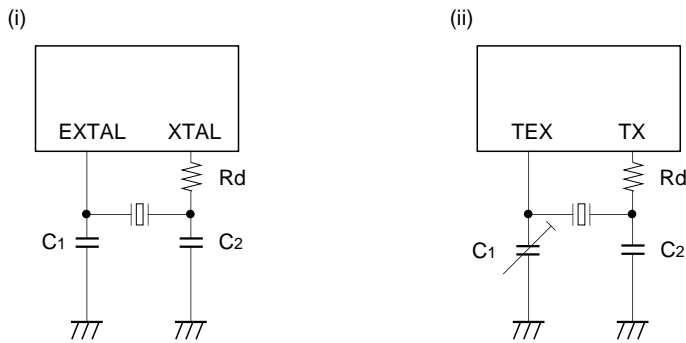 (i)
EXTAL XTAL
Rd
C1 C2
(ii)
TEX TX
Rd
C1 C2